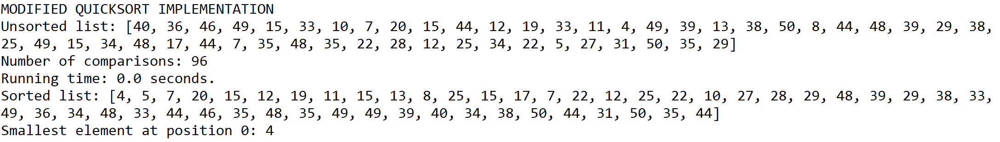 MODIFIED QUICKSORT IMPLEMENTATION
Unsorted list: [40, 36, 46, 49, 15, 33, 10, 7, 20, 15, 44, 12, 19, 33, 11, 4, 49, 39, 13, 38, 50, 8, 44, 48, 39, 29, 38,
25, 49, 15, 34, 48, 17, 44, 7, 35, 48, 35, 22, 28, 12, 25, 34, 22, 5, 27, 31, 50, 35, 29]
Number of comparisons: 96
Running time: 0.0 seconds.
Sorted list: [4, 5, 7, 20, 15, 12, 19, 11, 15, 13, 8, 25, 15, 17, 7, 22, 12, 25, 22, 10, 27, 28, 29, 48, 39, 29, 38, 33,
49, 36, 34, 48, 33, 44, 46, 35, 48, 35, 49, 49, 39, 40, 34, 38, 50, 44, 31, 50, 35, 44]
Smallest element at position 0: 4